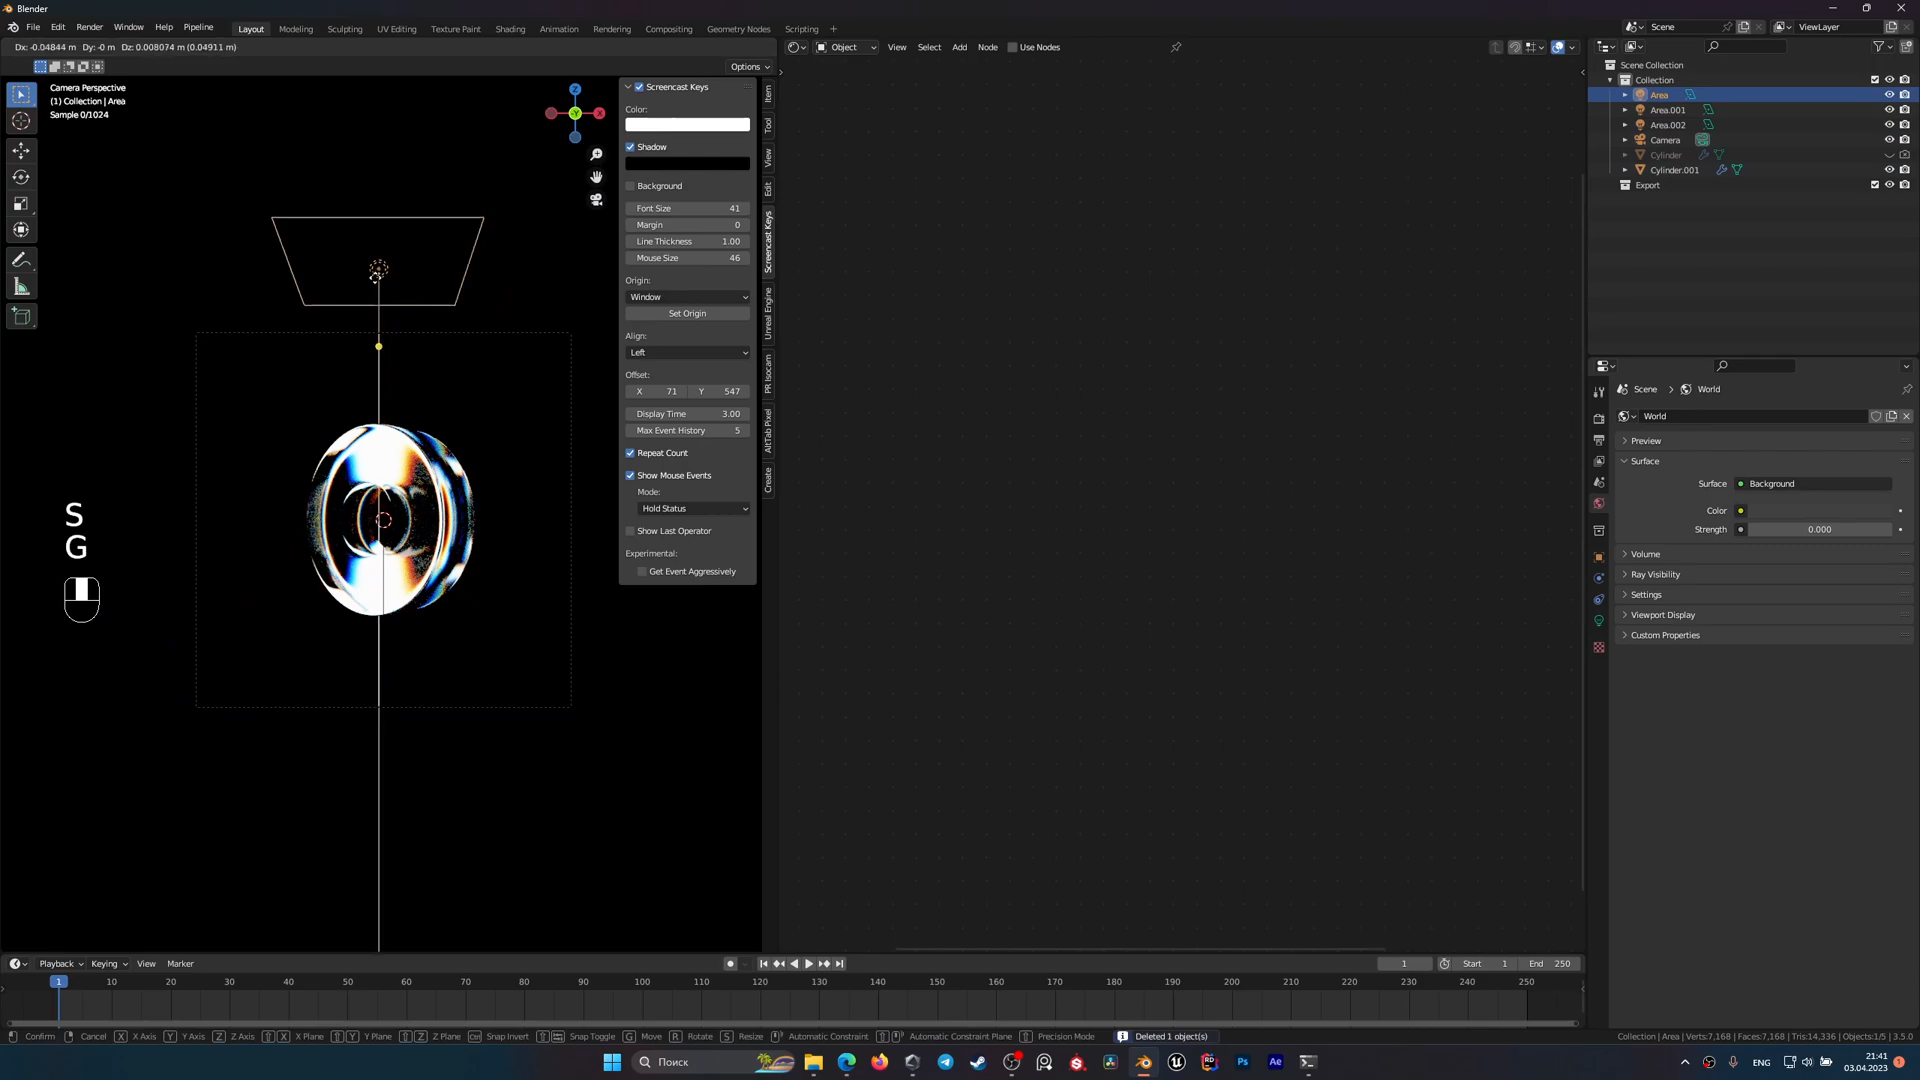 Blender
File Edit Render Window Help Pipeline
Layout Modeling Sculpting UV Editing Texture Paint Shading Animation Rendering Compositing Geometry Nodes Scripting +
Scene
ViewLayer
Dx: -0.04844 m Dy: -0 m Dz: 0.008074 m (0.04911 m)
Object View Select Add Node Use Nodes
Options
Camera Perspective
(1) Collection | Area
Sample 0/1024
Z
Y
X
S
G
Screencast Keys
Color:
Shadow
Background
Font Size 41
Margin 0
Line Thickness 1.00
Mouse Size 46
Origin:
Window
Set Origin
Align:
Left
Offset:
X 71 Y 547
Display Time 3.00
Max Event History 5
Repeat Count
Show Mouse Events
Mode:
Hold Status
Show Last Operator
Experimental:
Get Event Aggressively
Item
Tool
View
Edit
Screencast Keys
Unreal Engine
PR Isocam
AltTab Pixel
Create
Scene Collection
Collection
Area
Area.001
Area.002
Camera
Cylinder
Cylinder.001
Export
Scene > World
World
Preview
Surface
Surface Background
Color
Strength 0.000
Volume
Ray Visibility
Settings
Viewport Display
Custom Properties
Playback Keying View Marker
1 Start 1 End 250
1 10 20 30 40 50 60 70 80 90 100 110 120 130 140 150 160 170 180 190 200 210 220 230 240 250
Confirm Cancel X X Axis Y Y Axis Z Z Axis X X Plane Y Y Plane Z Z Plane Snap Invert Snap Toggle G Move R Rotate S Resize Automatic Constraint Automatic Constraint Plane Precision Mode
Deleted 1 object(s)
Collection | Area | Verts:7,168 | Faces:7,168 | Tris:14,336 | Objects:1/5 | 3.5.0
Поиск
RD
Ps
Ae
ENG
21:41
03.04.2023
1